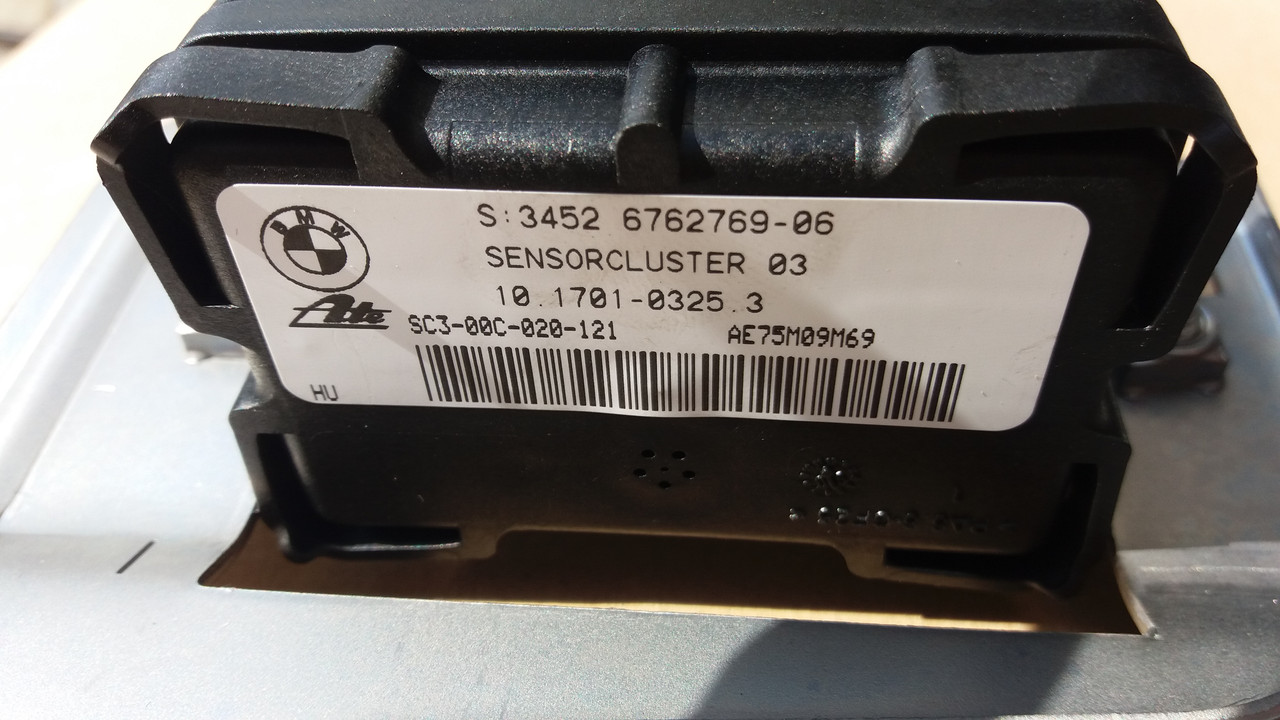 BMW
S:3452 6762769-06
SENSORCLUSTER 03
10.1701-0325.3
Ate
SC3-00C-020-121 AE75M09M69
HU